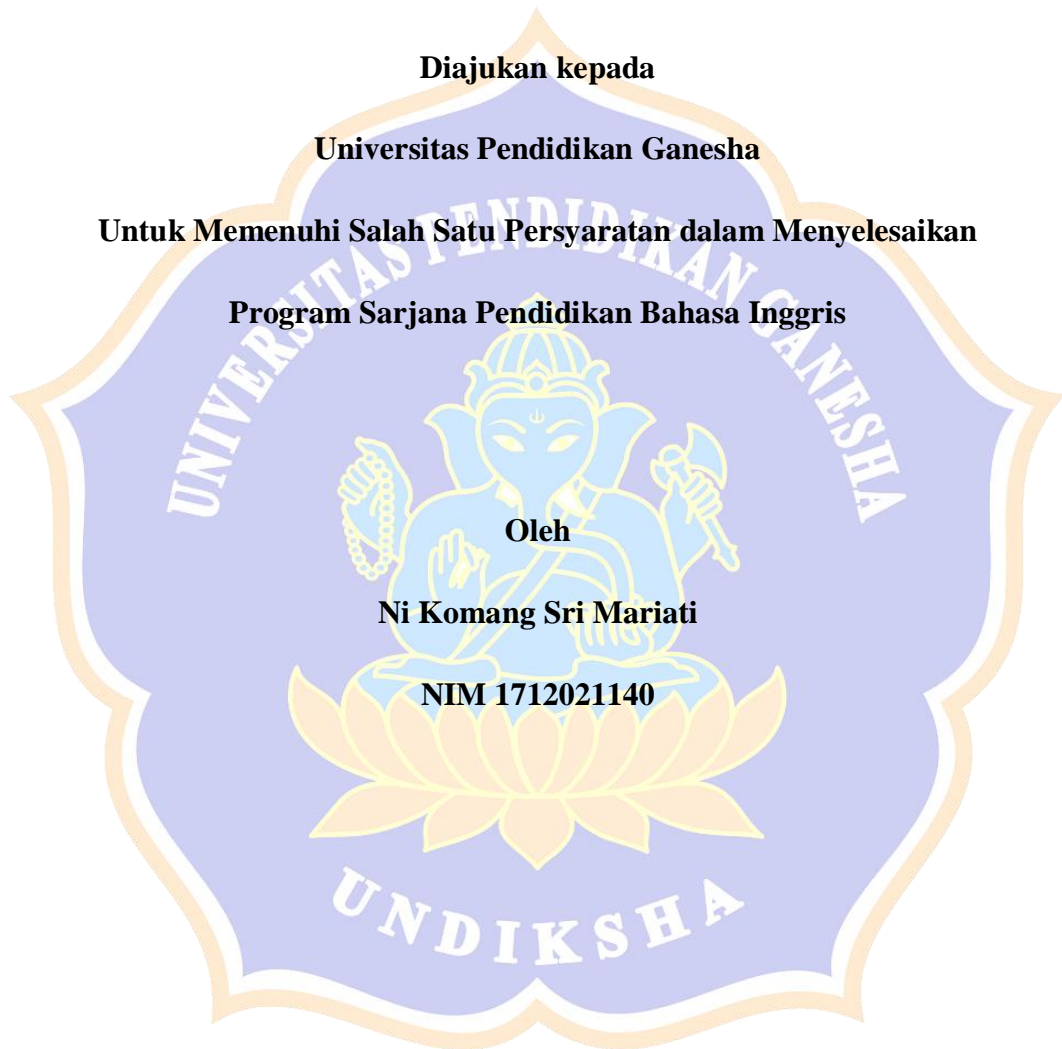 Diajukan kepada
Universitas Pendidikan Ganesha
Untuk Memenuhi Salah Satu Persyaratan dalam Menyelesaikan
Program Sarjana Pendidikan Bahasa Inggris
UNIVERSITAS PENDIDIKAN GANESHA
Oleh
Ni Komang Sri Mariati
NIM 1712021140
UNDIKSHA